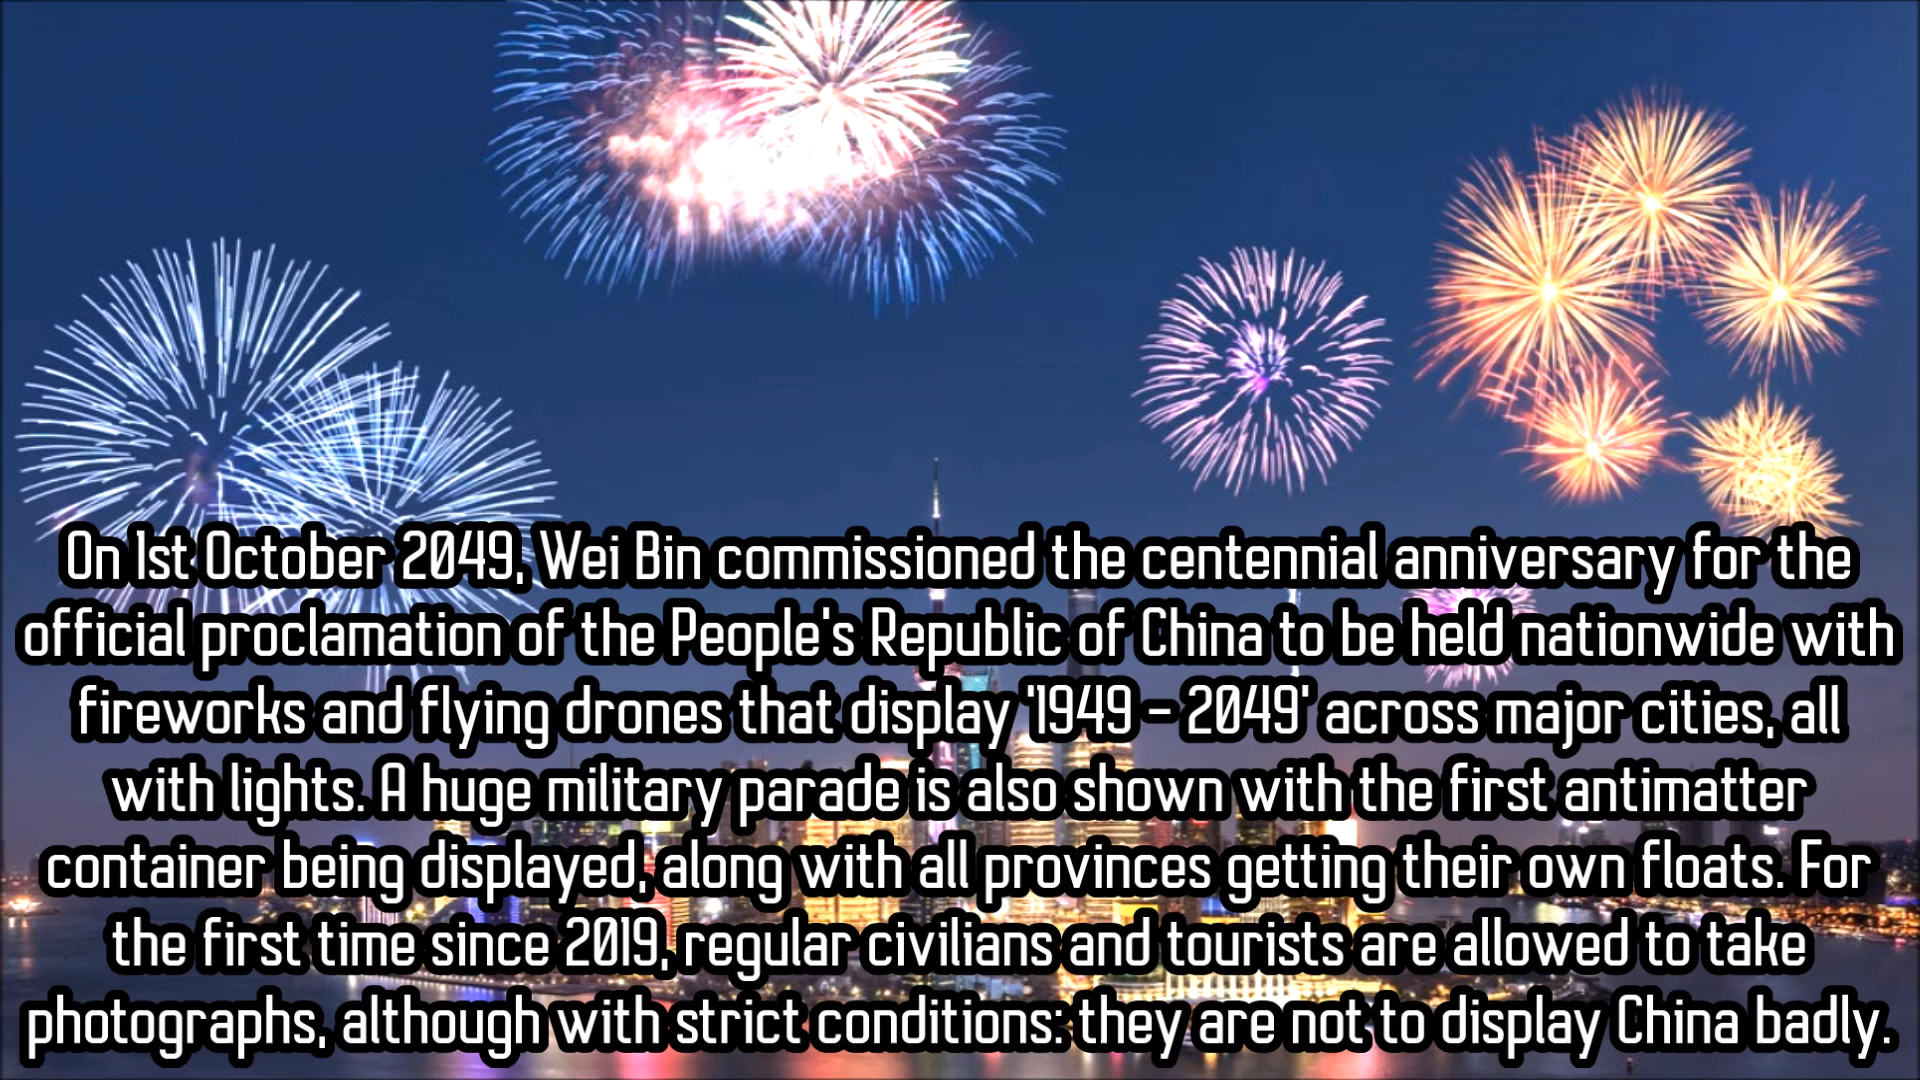 On 1st October 2049, Wei Bin commissioned the centennial anniversary for the
official proclamation of the People's Republic of China to be held nationwide with
fireworks and flying drones that display '1949 - 2049' across major cities, all
with lights. A huge military parade is also shown with the first antimatter
container being displayed, along with all provinces getting their own floats. For
the first time since 2019, regular civilians and tourists are allowed to take
photographs, although with strict conditions: they are not to display China badly.